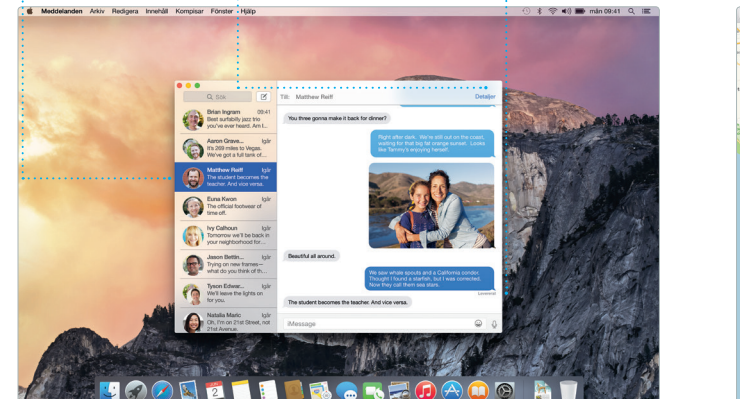 Meddelanden Arkiv Redigera Innehåll Kompisar Fönster Hjälp
mån 09:41
Sök
Till: Matthew Reiff
Detaljer
Brian Ingram 09:41
Best surfabilly jazz trio
you've ever heard. Am I...
Aaron Grave... Igår
It's 269 miles to Vegas.
We've got a full tank of...
Matthew Reiff Igår
The student becomes the
teacher. And vice versa.
Euna Kwon Igår
The official footwear of
time off.
Ivy Calhoun Igår
Tomorrow we'll be back in
your neighborhood for...
Jason Bettin... Igår
Trying on new frames—
what do you think of th...
Tyson Edwar... Igår
We'll leave the lights on
for you.
Natalia Maric Igår
Oh, I'm on 21st Street, not
21st Avenue.
You three gonna make it back for dinner?
Right after dark. We're still out on the coast,
waiting for that big fat orange sunset. Looks
like Tammy's enjoying herself.
Beautiful all around.
We saw whale spouts and a California condor.
Thought I found a starfish, but I was corrected.
Now they call them sea stars.
Levererat
The student becomes the teacher. And vice versa.
iMessage
2